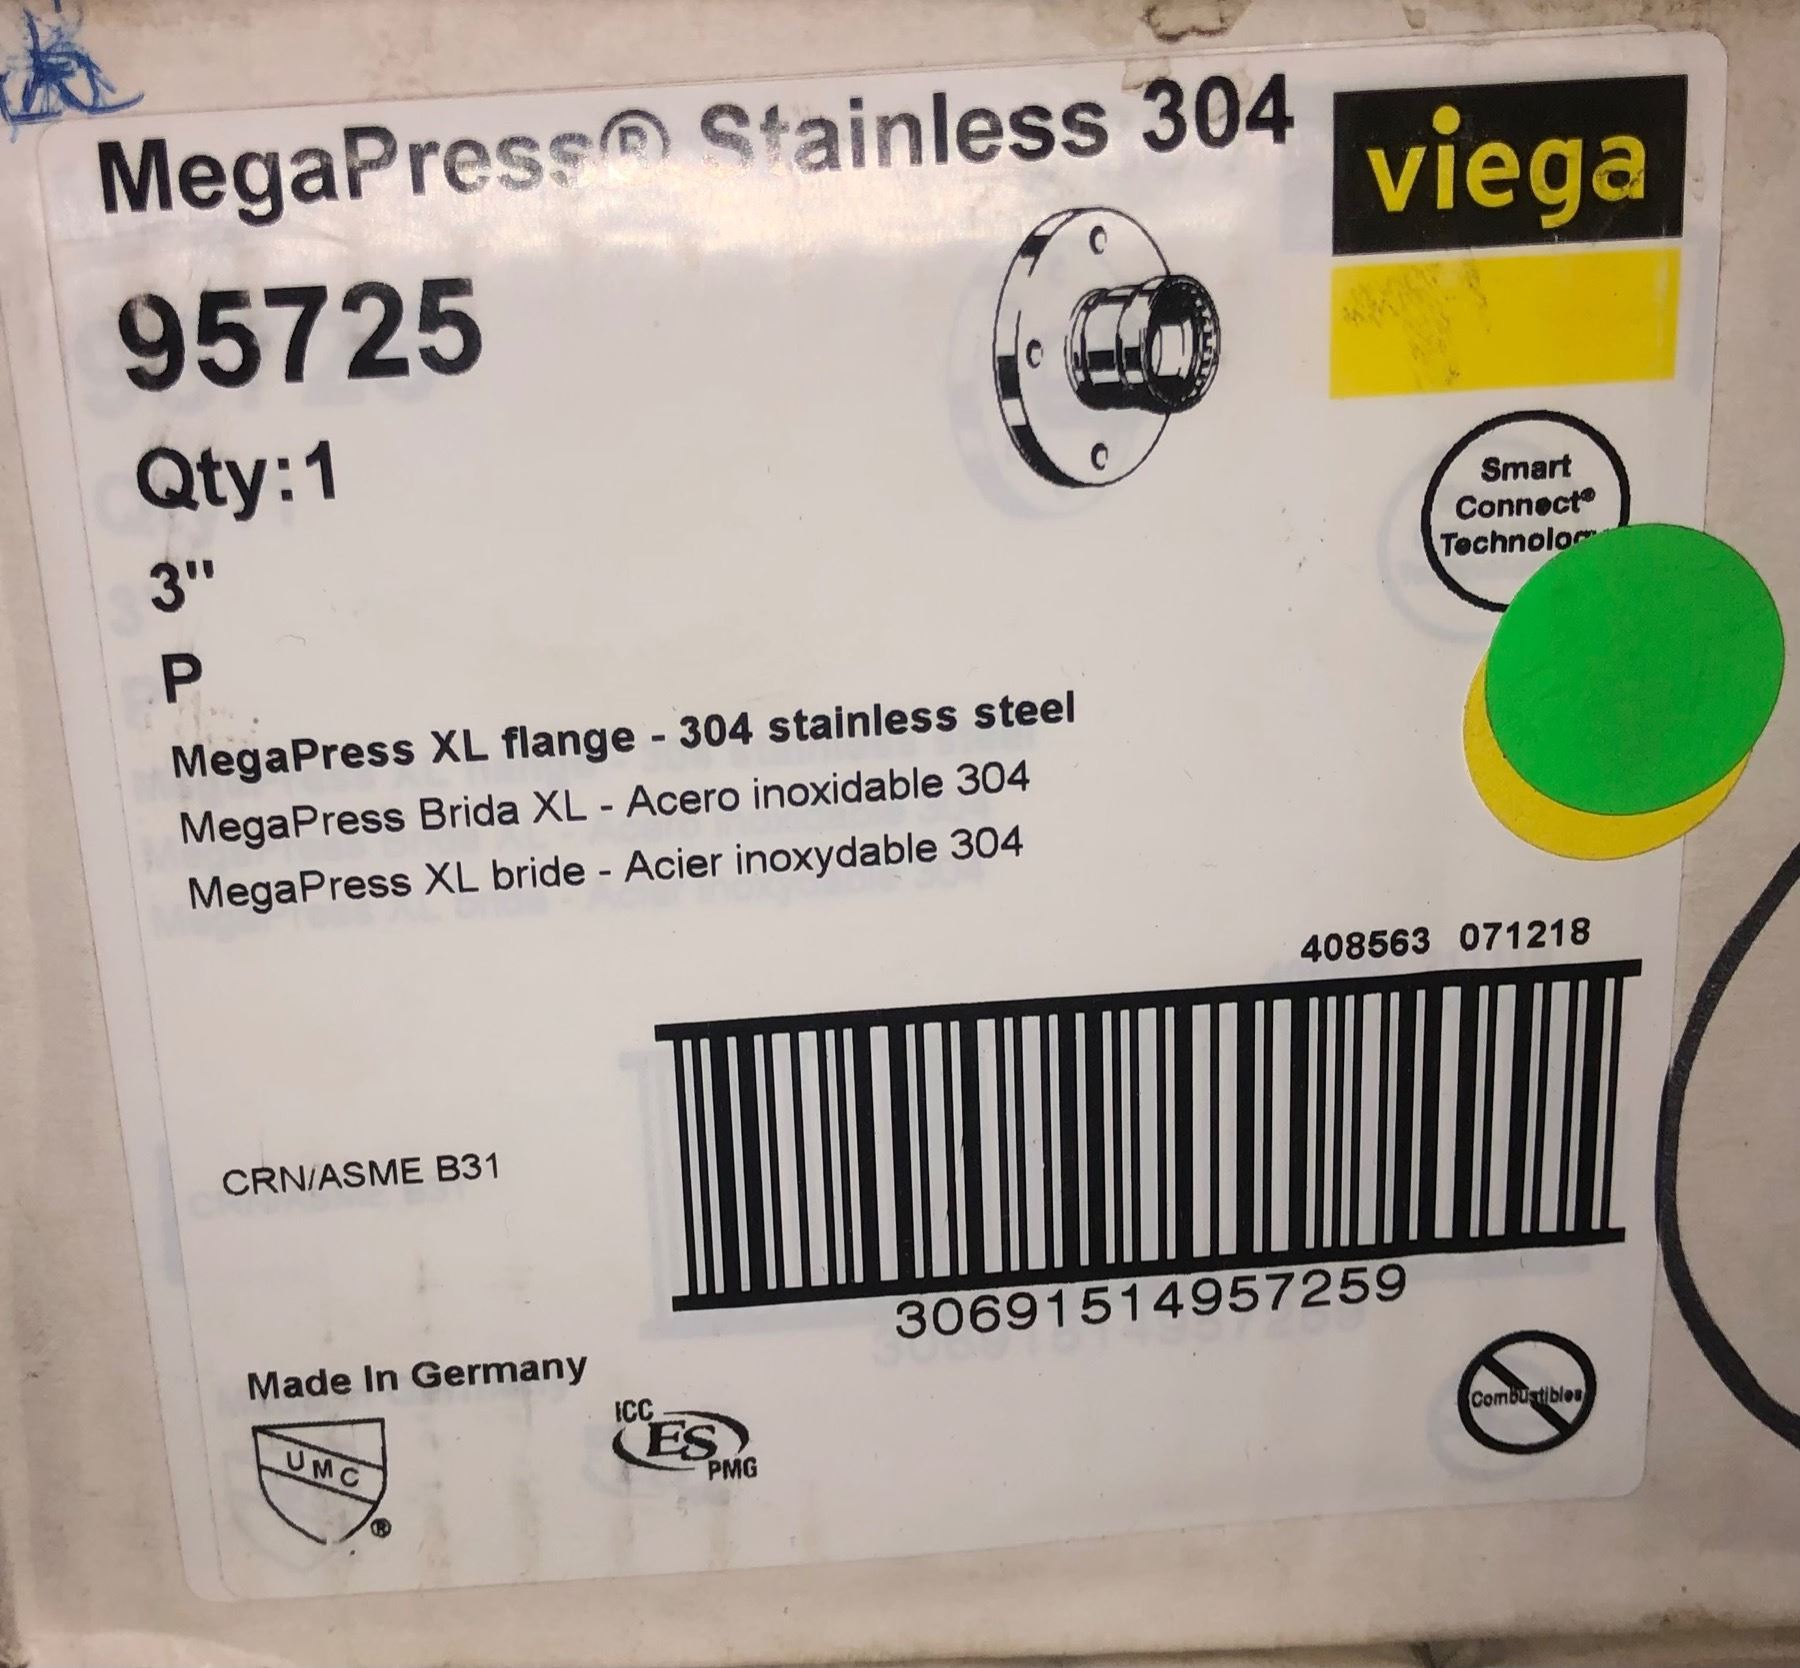 MegaPress® Stainless 304
viega
95725
Qty:1
3"
P
Smart
Connect®
MegaPress XL flange - 304 stainless steel
MegaPress Brida XL - Acero inoxidable 304
MegaPress XL bride - Acier inoxydable 304
408563 071218
CRN/ASME B31
30691514957259
Made In Germany
UMC
®
ICC
ES
PMG
Combustibles